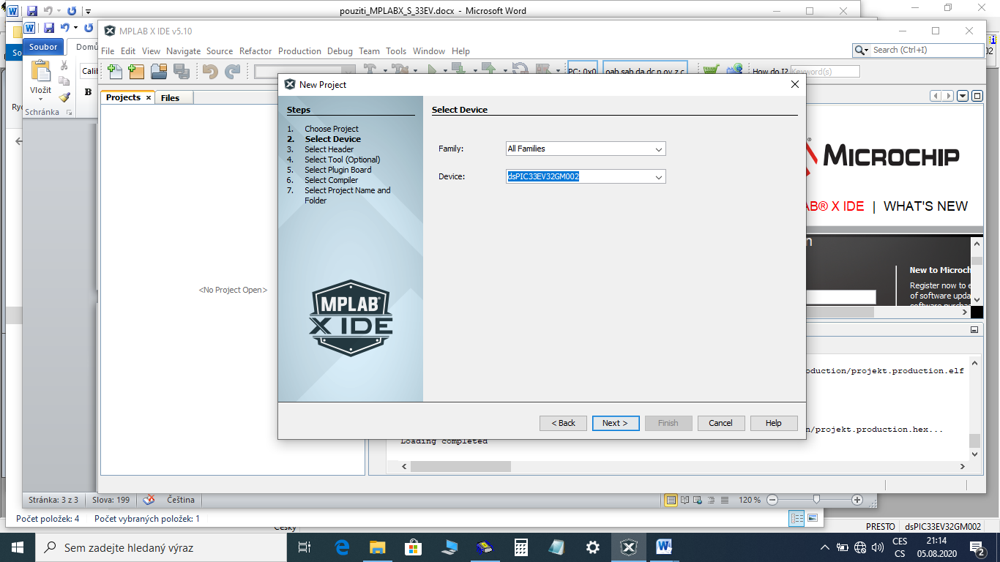 pouziti_MPLABX_S_33EV.docx - Microsoft Word
MPLAB X IDE v5.10
Soubor
File Edit View Navigate Source Refactor Production Debug Team Tools Window Help
Search (Ctrl+I)
Vložit
B
Schránka
PC: 0x0
oab sab da dc n ov z c
How do I?
Keyword(s)
Projects
Files
<No Project Open>
New Project
Steps
1. Choose Project
2. Select Device
3. Select Header
4. Select Tool (Optional)
5. Select Plugin Board
6. Select Compiler
7. Select Project Name and
Folder
MPLAB®
X IDE
Select Device
Family: All Families
Device: dsPIC33EV32GM002
< Back
Next >
Finish
Cancel
Help
MICROCHIP
AB® X IDE | WHAT'S NEW
New to Microch
Register now to e
of software upda
software purchas
oduction/projekt.production.elf
n/projekt.production.hex...
Loading completed
Stránka: 3 z 3
Slova: 199
Čeština
120 %
Počet položek: 4
Počet vybraných položek: 1
Český
PRESTO
dsPIC33EV32GM002
Sem zadejte hledaný výraz
CES
CS
21:14
05.08.2020
2